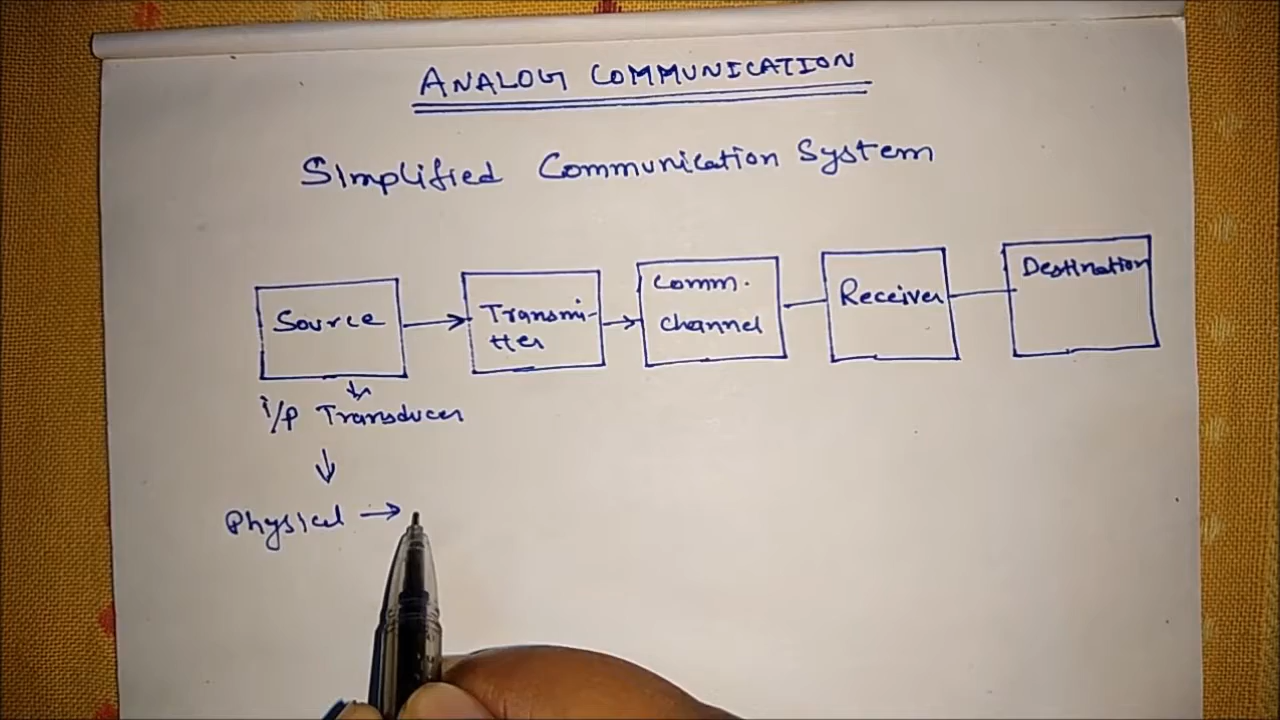 ANALOG COMMUNICATION
Simplified Communication System
Source
Transmi-
tter
Comm.
channel
Receiver
Destination
i/p Transducer
Physical →